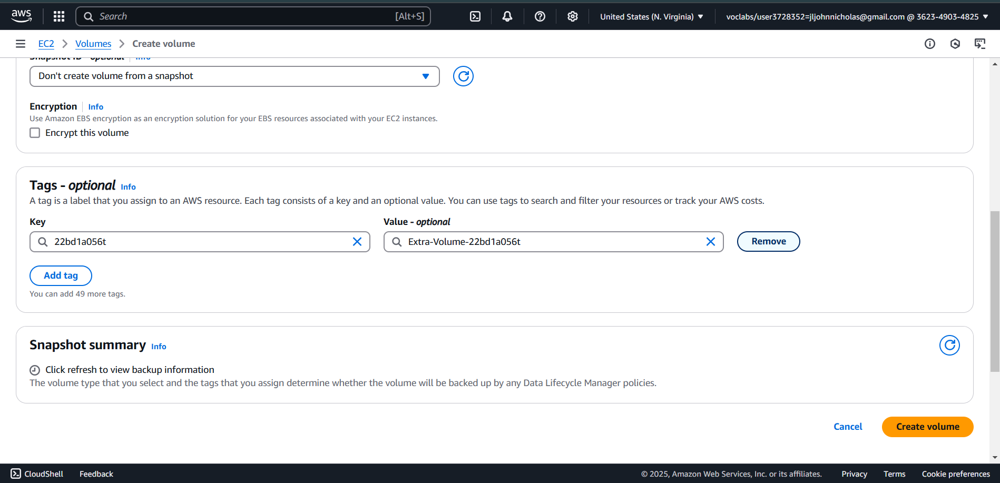 aws
Search [Alt+S]
United States (N. Virginia)
voclabs/user3728352=jljohnnicholas@gmail.com @ 3623-4903-4825
EC2 Volumes Create volume
Snapshot ID - optional Info
Don't create volume from a snapshot
Encryption Info
Use Amazon EBS encryption as an encryption solution for your EBS resources associated with your EC2 instances.
Encrypt this volume
Tags - optional Info
A tag is a label that you assign to an AWS resource. Each tag consists of a key and an optional value. You can use tags to search and filter your resources or track your AWS costs.
Key Value - optional
22bd1a056t Extra-Volume-22bd1a056t Remove
Add tag
You can add 49 more tags.
Snapshot summary Info
Click refresh to view backup information
The volume type that you select and the tags that you assign determine whether the volume will be backed up by any Data Lifecycle Manager policies.
Cancel Create volume
CloudShell Feedback © 2025, Amazon Web Services, Inc. or its affiliates. Privacy Terms Cookie preferences